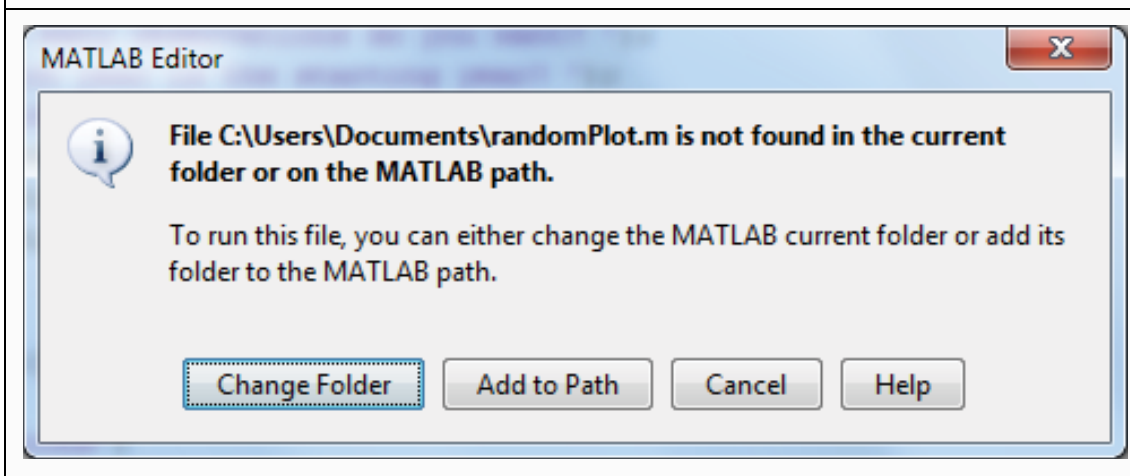 MATLAB Editor
File C:\Users\Documents\randomPlot.m is not found in the current
folder or on the MATLAB path.
To run this file, you can either change the MATLAB current folder or add its
folder to the MATLAB path.
Change Folder Add to Path Cancel Help